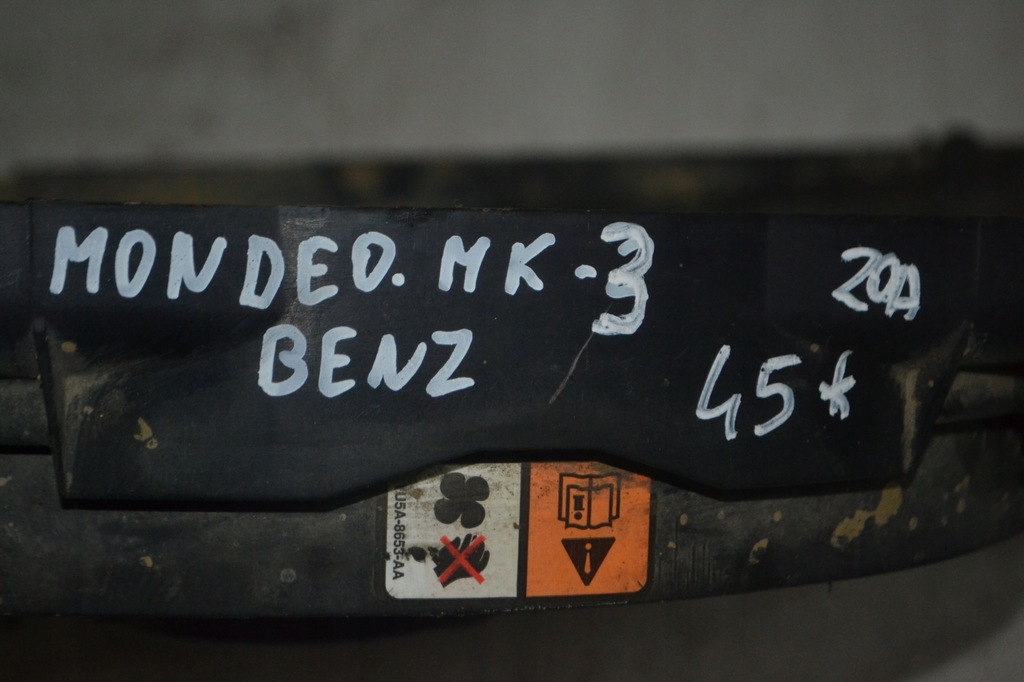 MONDEO. MK-3
BENZ
20A
45*
U5A-8653-AA